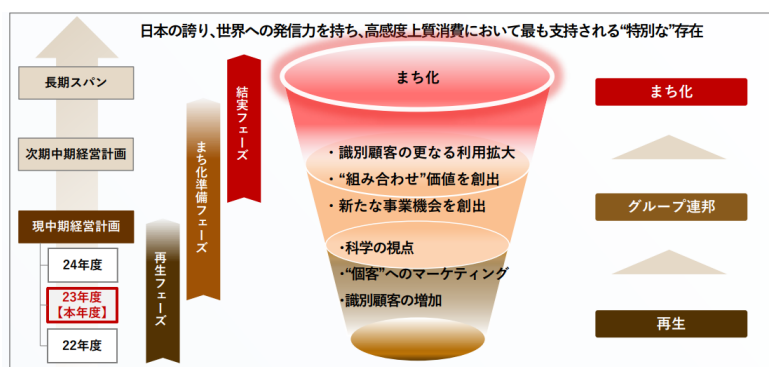 日本の誇り、世界への発信力を持ち、高感度上質消費において最も支持される“特別な”存在
長期スパン
次期中期経営計画
現中期経営計画
24年度
23年度
【本年度】
22年度
再生フェーズ
まち化準備フェーズ
結実フェーズ
まち化
・識別顧客の更なる利用拡大
・“組み合わせ”価値を創出
・新たな事業機会を創出
・科学の視点
・“個客”へのマーケティング
・識別顧客の増加
まち化
グループ連邦
再生